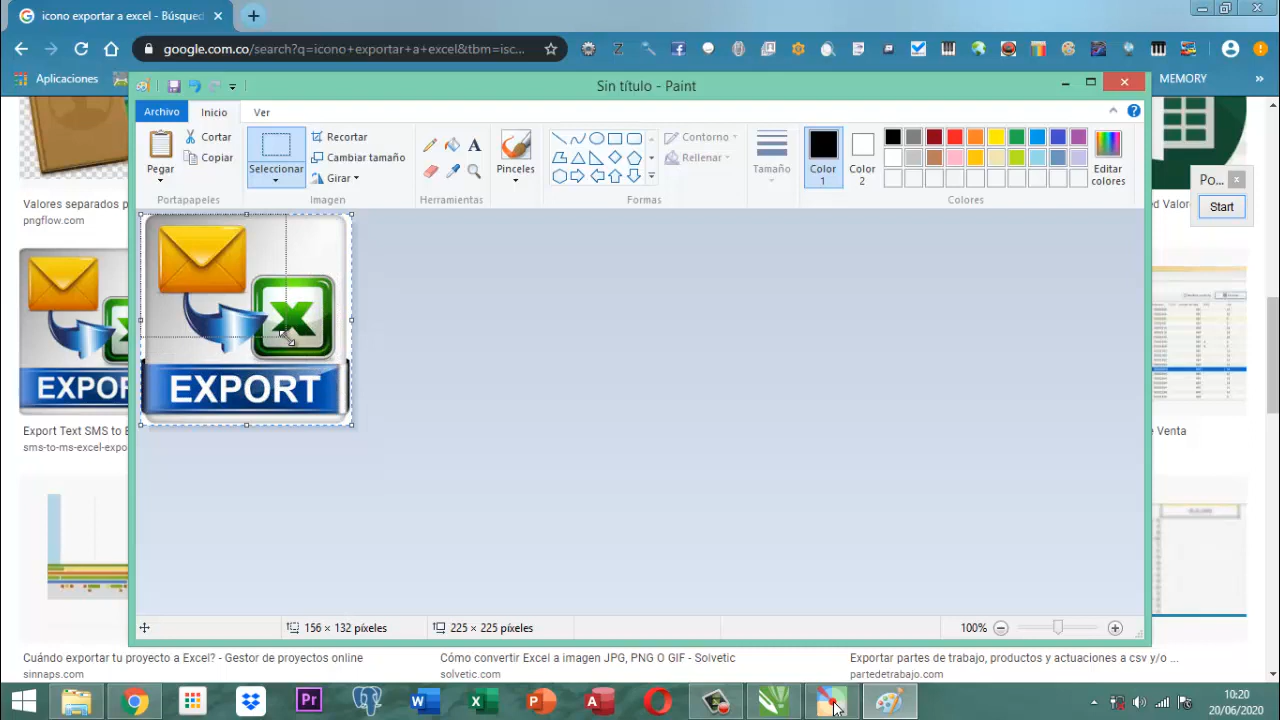 icono exportar a excel - Búsqued
google.com.co/search?q=icono+exportar+a+excel&tbm=isc...
Aplicaciones
MEMORY
Sin título - Paint
Archivo
Inicio
Ver
Pegar
Cortar
Copiar
Portapapeles
Seleccionar
Recortar
Cambiar tamaño
Girar
Imagen
Herramientas
Pinceles
Contorno
Rellenar
Formas
Tamaño
Color
1
Color
2
Editar
colores
Colores
Po...
Start
Valores separados p
pngflow.com
ed Valore
EXPORT
EXPOR
Export Text SMS to E
sms-to-ms-excel-expo
e Venta
156 × 132 píxeles
225 × 225 píxeles
100%
Cuándo exportar tu proyecto a Excel? - Gestor de proyectos online
sinnaps.com
Cómo convertir Excel a imagen JPG, PNG O GIF - Solvetic
solvetic.com
Exportar partes de trabajo, productos y actuaciones a csv y/o ...
partedetrabajo.com
10:20
20/06/2020